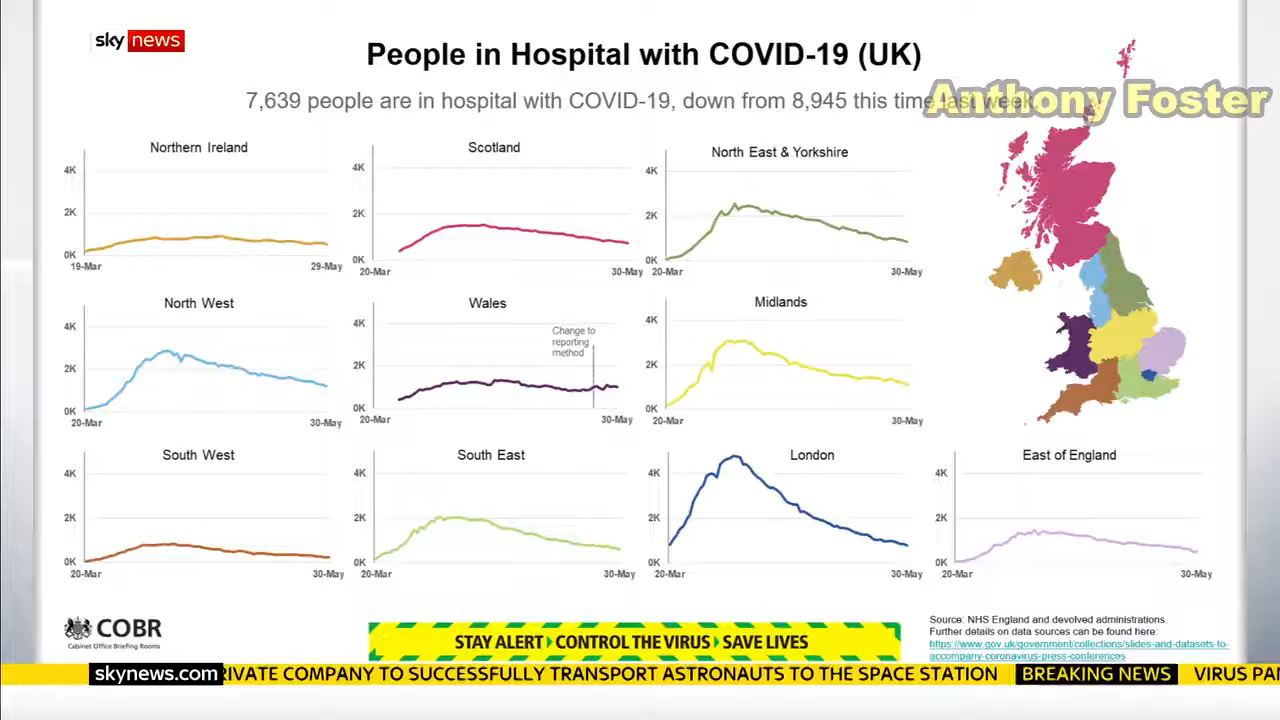 sky news
People in Hospital with COVID-19 (UK)
7,639 people are in hospital with COVID-19, down from 8,945 this time last week.
Anthony Foster
Northern Ireland
4K
2K
0K
19-Mar
29-May
Scotland
4K
2K
0K
20-Mar
30-May
North East & Yorkshire
4K
2K
0K
20-Mar
30-May
North West
4K
2K
0K
20-Mar
30-May
Wales
4K
2K
0K
Change to
reporting
method
20-Mar
30-May
Midlands
4K
2K
0K
20-Mar
30-May
South West
4K
2K
0K
20-Mar
30-May
South East
4K
2K
0K
20-Mar
30-May
London
4K
2K
0K
20-Mar
30-May
East of England
4K
2K
0K
20-Mar
30-May
COBR
Cabinet Office Briefing Rooms
STAY ALERT CONTROL THE VIRUS SAVE LIVES
Source: NHS England and devolved administrations.
Further details on data sources can be found here:
https://www.gov.uk/government/collections/slides-and-datasets-to-
accompany-coronavirus-press-conferences
skynews.com RIVATE COMPANY TO SUCCESSFULLY TRANSPORT ASTRONAUTS TO THE SPACE STATION BREAKING NEWS VIRUS PA